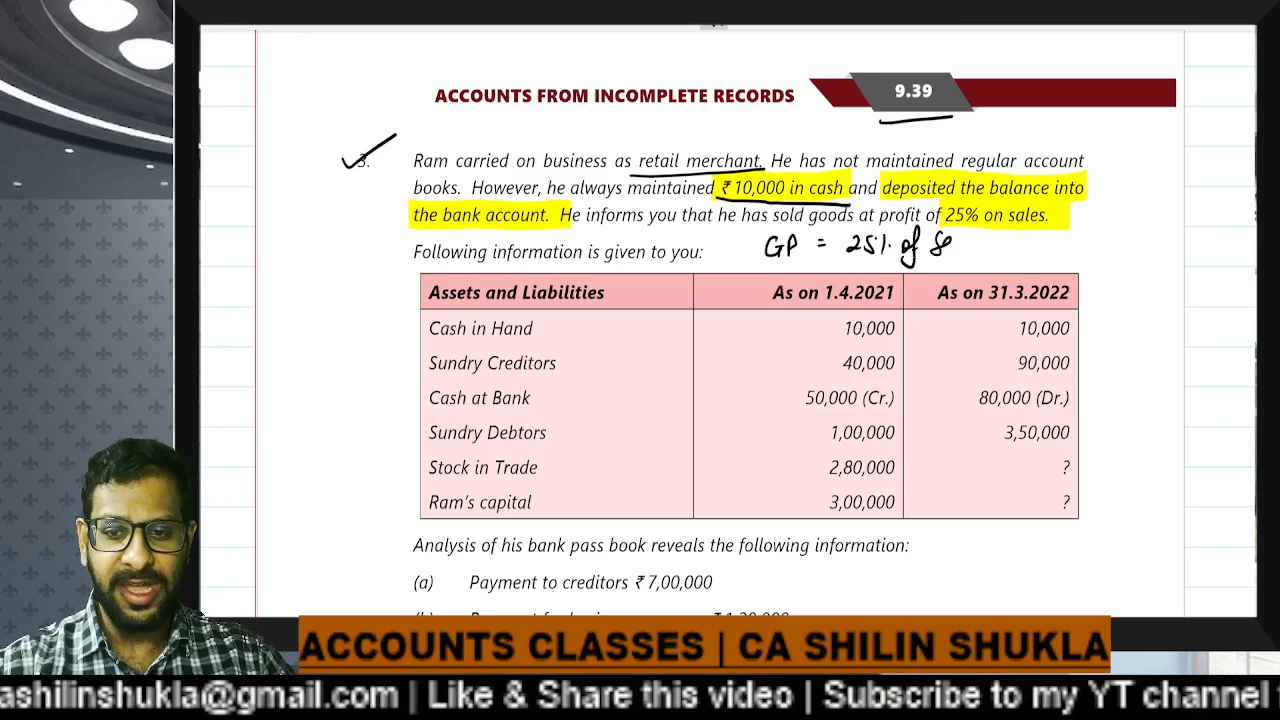 ACCOUNTS FROM INCOMPLETE RECORDS 9.39
3. Ram carried on business as retail merchant. He has not maintained regular account
books. However, he always maintained ₹ 10,000 in cash and deposited the balance into
the bank account. He informs you that he has sold goods at profit of 25% on sales.
GP = 25% of
Following information is given to you:
Assets and Liabilities As on 1.4.2021 As on 31.3.2022
Cash in Hand 10,000 10,000
Sundry Creditors 40,000 90,000
Cash at Bank 50,000 (Cr.) 80,000 (Dr.)
Sundry Debtors 1,00,000 3,50,000
Stock in Trade 2,80,000 ?
Ram's capital 3,00,000 ?
Analysis of his bank pass book reveals the following information:
(a) Payment to creditors ₹ 7,00,000
ACCOUNTS CLASSES | CA SHILIN SHUKLA
ashilinshukla@gmail.com | Like & Share this video | Subscribe to my YT channel